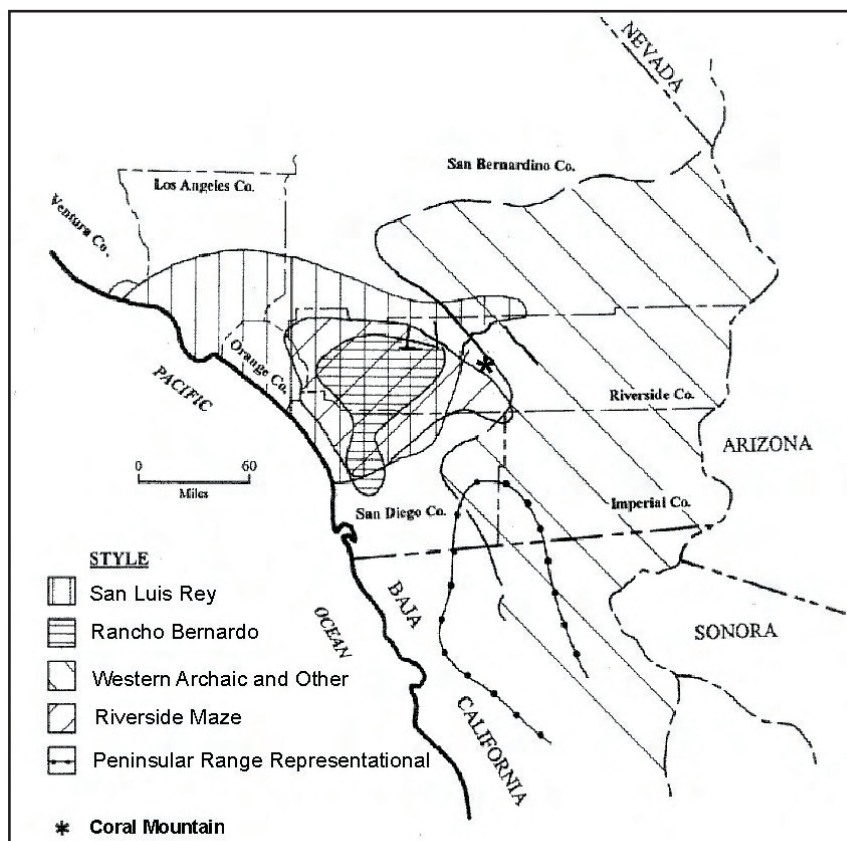 NEVADA
San Bernardino Co.
Los Angeles Co.
Ventura Co.
Orange Co.
PACIFIC
Riverside Co.
ARIZONA
0 60
Miles
Imperial Co.
San Diego Co.
STYLE
San Luis Rey
Rancho Bernardo
Western Archaic and Other
Riverside Maze
Peninsular Range Representational
* Coral Mountain
OCEAN
BAJA
CALIFORNIA
SONORA